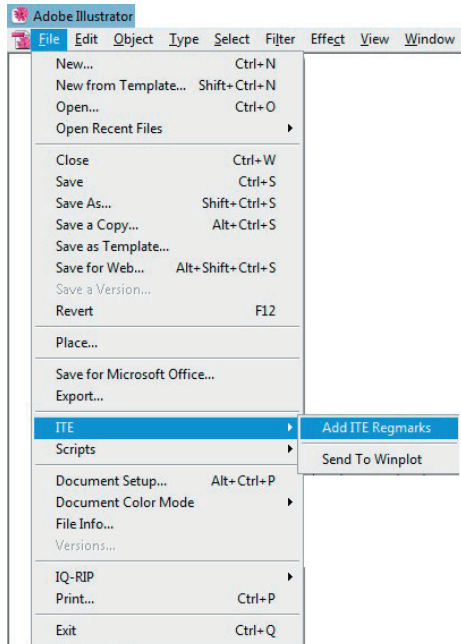 Adobe Illustrator
File Edit Object Type Select Filter Effect View Window
New... Ctrl+N
New from Template... Shift+Ctrl+N
Open... Ctrl+O
Open Recent Files
Close Ctrl+W
Save Ctrl+S
Save As... Shift+Ctrl+S
Save a Copy... Alt+Ctrl+S
Save as Template...
Save for Web... Alt+Shift+Ctrl+S
Save a Version...
Revert F12
Place...
Save for Microsoft Office...
Export...
ITE Add ITE Regmarks
Scripts
Send To Winplot
Document Setup... Alt+Ctrl+P
Document Color Mode
File Info...
Versions...
IQ-RIP
Print... Ctrl+P
Exit Ctrl+Q